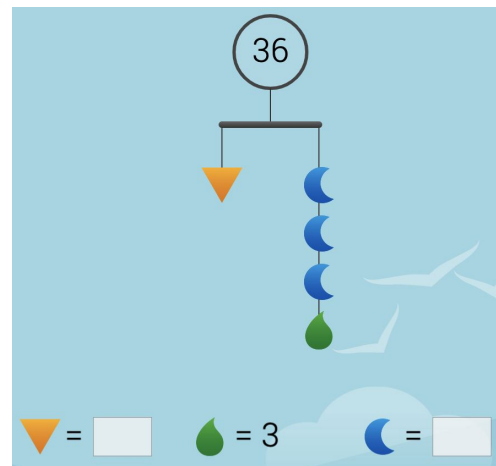 36
= = 3 =